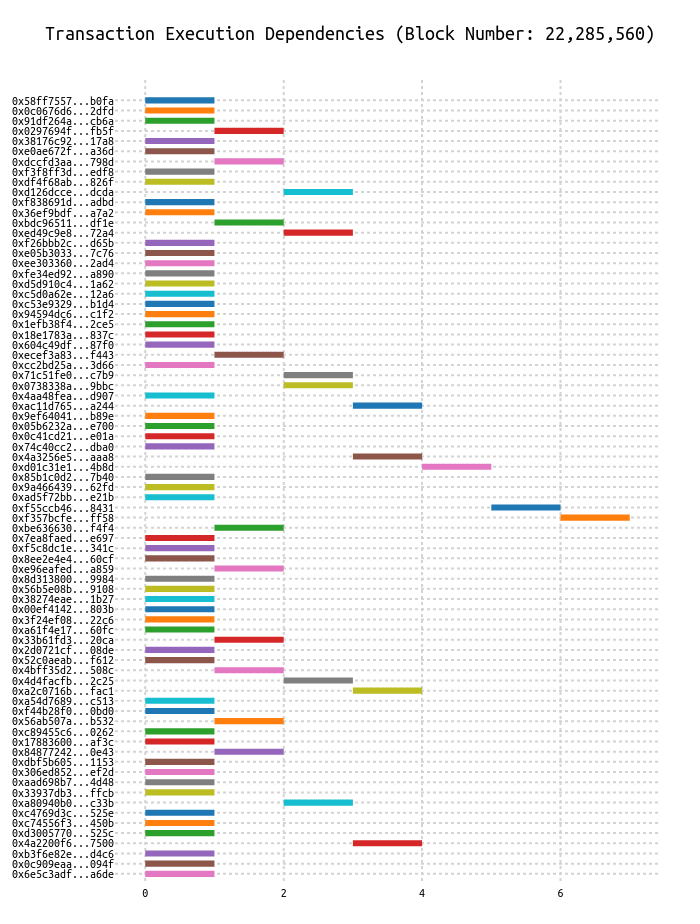 Transaction Execution Dependencies (Block Number: 22,285,560)
0x58ff7557...b0fa
0x0c0676d6...2dfd
0x91df264a...cb6a
0x0297694f...fb5f
0x38176c92...17a8
0xe0ae672f...a36d
0xdccfd3aa...798d
0xf3f8ff3d...edf8
0xdf4f68ab...826f
0xd126dcce...dcda
0xf838691d...adbd
0x36ef9bdf...a7a2
0xbdc96511...df1e
0xed49c9e8...72a4
0xf26bbb2c...d65b
0xe05b3033...7c76
0xee303360...2ad4
0xfe34ed92...a890
0xd5d910c4...1a62
0xc5d0a62e...12a6
0xc53e9329...b1d4
0x94594dc6...c1f2
0x1efb38f4...2ce5
0x18e1783a...837c
0x604c49df...87f0
0xecef3a83...f443
0xcc2bd25a...3d66
0x71c51fe0...c7b9
0x0738338a...9bbc
0x4aa48fea...d907
0xac11d765...a244
0x9ef64041...b89e
0x05b6232a...e700
0x0c41cd21...e01a
0x74c40cc2...dba0
0x4a3256e5...aaa8
0xd01c31e1...4b8d
0x85b1c0d2...7b40
0x9a466439...62fd
0xad5f72bb...e21b
0xf55ccb46...8431
0xf357bcfe...ff58
0xbe636630...f4f4
0x7ea8faed...e697
0xf5c8dc1e...341c
0x8ee2e4e4...60cf
0xe96eafed...a859
0x8d313800...9984
0x56b5e08b...9108
0x38274eae...1b27
0x00ef4142...803b
0x3f24ef08...22c6
0xa61f4e17...60fc
0x33b61fd3...20ca
0x2d0721cf...08de
0x52c0aeab...f612
0x4bff35d2...508c
0x4d4facfb...2c25
0xa2c0716b...fac1
0xa54d7689...c513
0xf44b28f0...0bd0
0x56ab507a...b532
0xc89455c6...0262
0x17883600...af3c
0x84877242...0e43
0xdbf5b605...1153
0x306ed852...ef2d
0xaad698b7...4d48
0x33937db3...ffcb
0xa80940b0...c33b
0xc4769d3c...525e
0xc74556f3...450b
0xd3005770...525c
0x4a2200f6...7500
0xb3f6e82e...d4c6
0x0c909eaa...094f
0x6e5c3adf...a6de
0 2 4 6